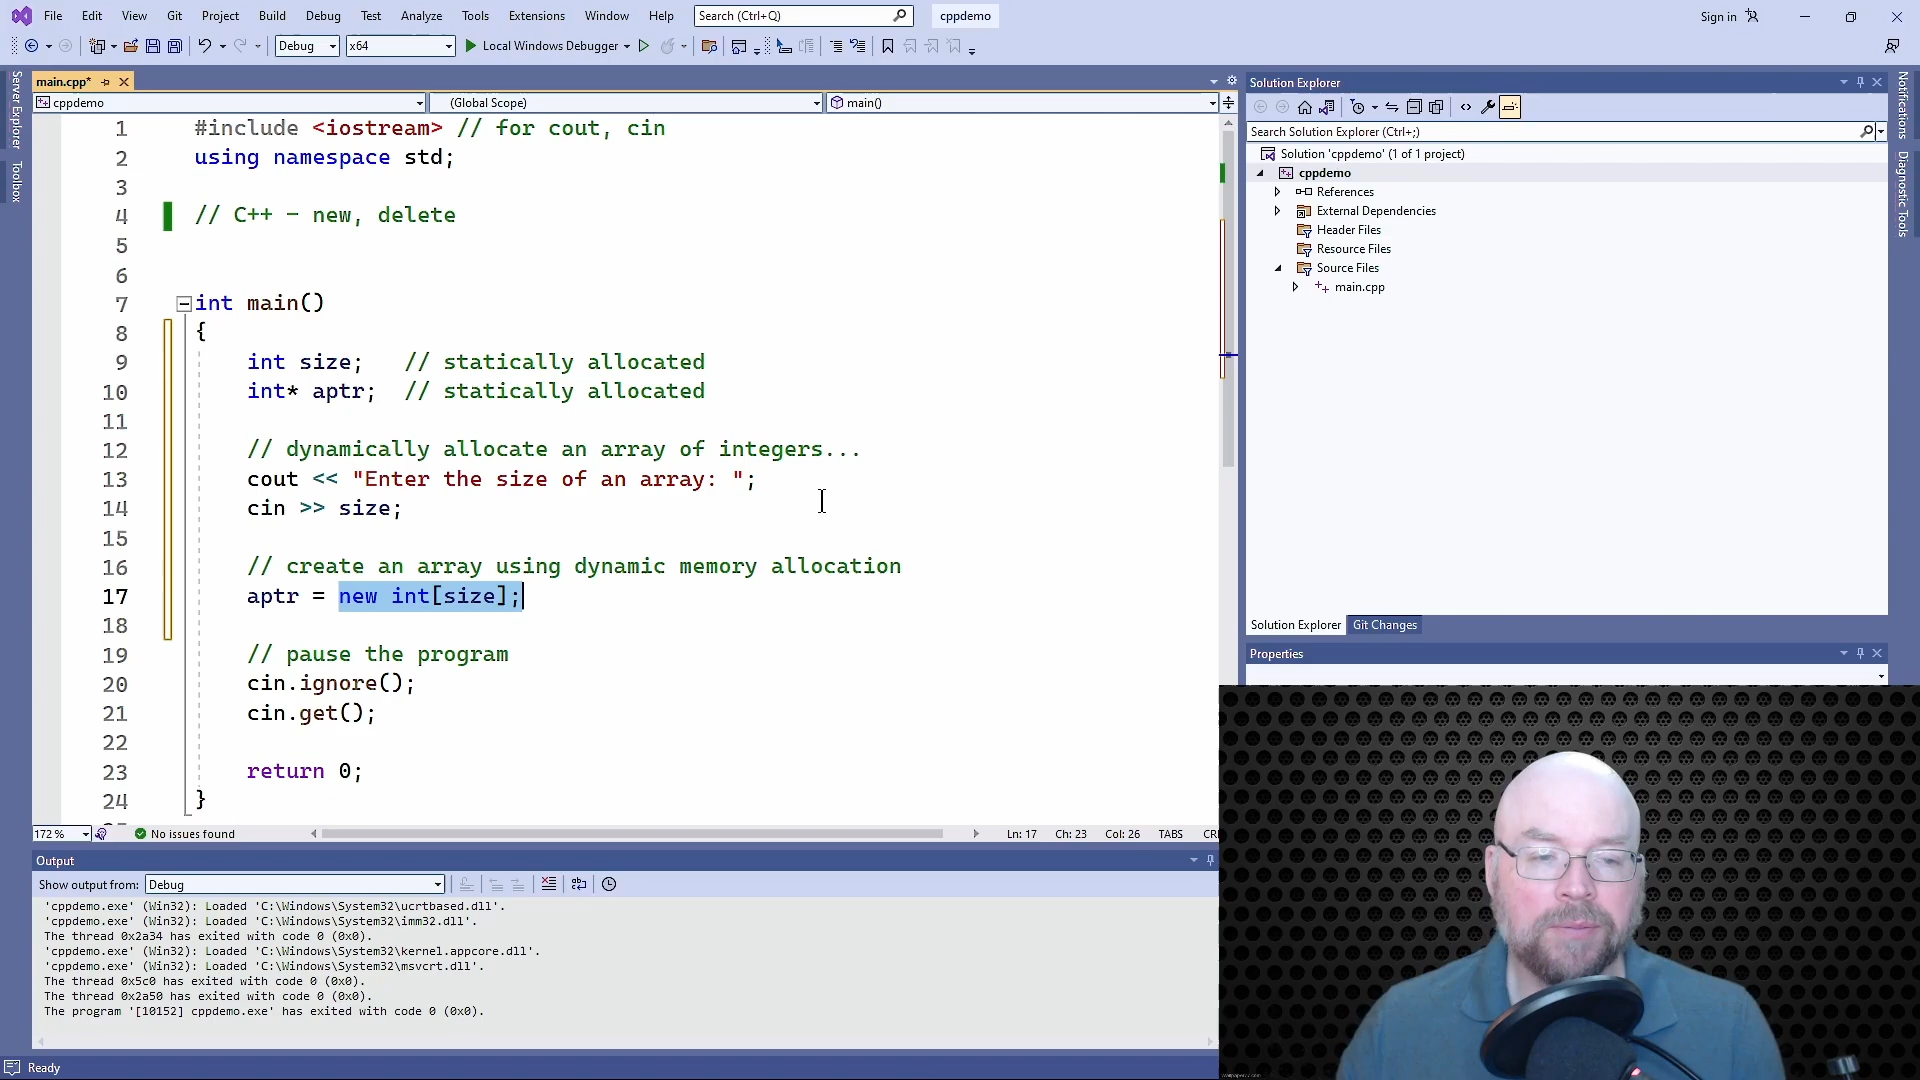 File Edit View Git Project Build Debug Test Analyze Tools Extensions Window Help Search (Ctrl+Q) cppdemo Sign in
Debug x64 Local Windows Debugger
Server Explorer
Toolbox
main.cpp*
cppdemo (Global Scope) main()
1 #include <iostream> // for cout, cin
2 using namespace std;
3
4 // C++ - new, delete
5
6
7 int main()
8 {
9 int size; // statically allocated
10 int* aptr; // statically allocated
11
12 // dynamically allocate an array of integers...
13 cout << "Enter the size of an array: ";
14 cin >> size;
15
16 // create an array using dynamic memory allocation
17 aptr = new int[size];
18
19 // pause the program
20 cin.ignore();
21 cin.get();
22
23 return 0;
24 }
172 % No issues found Ln: 17 Ch: 23 Col: 26 TABS
Output
Show output from: Debug
'cppdemo.exe' (Win32): Loaded 'C:\Windows\System32\ucrtbased.dll'.
'cppdemo.exe' (Win32): Loaded 'C:\Windows\System32\imm32.dll'.
The thread 0x2a34 has exited with code 0 (0x0).
'cppdemo.exe' (Win32): Loaded 'C:\Windows\System32\kernel.appcore.dll'.
'cppdemo.exe' (Win32): Loaded 'C:\Windows\System32\msvcrt.dll'.
The thread 0x5c0 has exited with code 0 (0x0).
The thread 0x2a50 has exited with code 0 (0x0).
The program '[10152] cppdemo.exe' has exited with code 0 (0x0).
Ready
Solution Explorer
Search Solution Explorer (Ctrl+;)
Solution 'cppdemo' (1 of 1 project)
cppdemo
References
External Dependencies
Header Files
Resource Files
Source Files
main.cpp
Solution Explorer Git Changes
Properties
Notifications
Diagnostic Tools